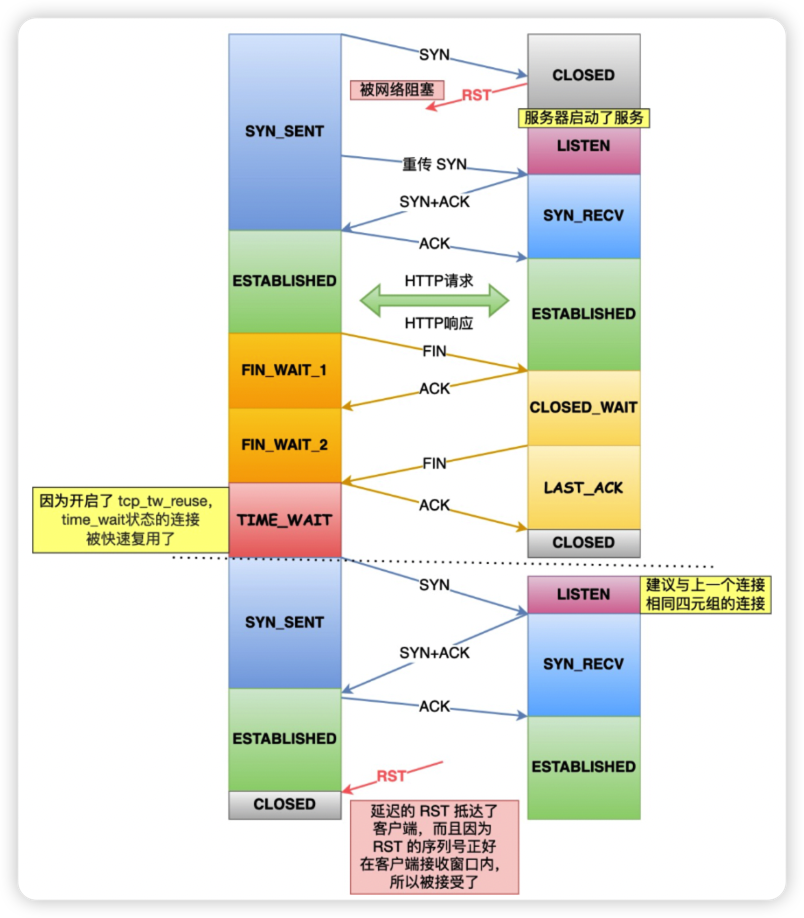 SYN
CLOSED
被网络阻塞
RST
服务器启动了服务
SYN_SENT
LISTEN
重传 SYN
SYN+ACK
SYN_RECV
ACK
ESTABLISHED
HTTP请求
ESTABLISHED
HTTP响应
FIN
FIN_WAIT_1
ACK
CLOSED_WAIT
FIN_WAIT_2
FIN
LAST_ACK
因为开启了 tcp_tw_reuse,
time_wait状态的连接
被快速复用了
TIME_WAIT
ACK
CLOSED
SYN
LISTEN
建议与上一个连接
相同四元组的连接
SYN_SENT
SYN+ACK
SYN_RECV
ACK
ESTABLISHED
ESTABLISHED
RST
CLOSED
延迟的 RST 抵达了
客户端，而且因为
RST 的序列号正好
在客户端接收窗口内，
所以被接受了